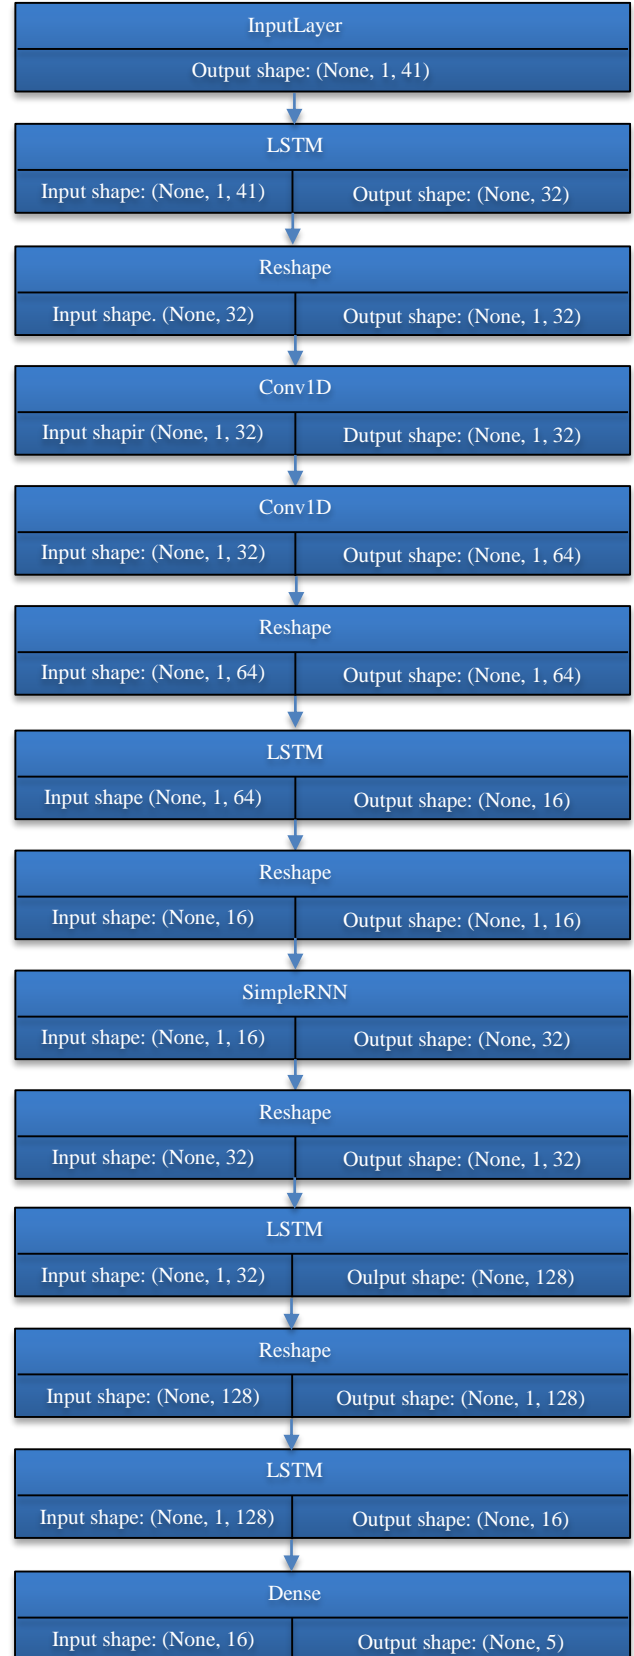 InputLayer
Output shape: (None, 1, 41)
LSTM
Input shape: (None, 1, 41) Output shape: (None, 32)
Reshape
Input shape. (None, 32) Output shape: (None, 1, 32)
Conv1D
Input shapir (None, 1, 32) Dutput shape: (None, 1, 32)
Conv1D
Input shape: (None, 1, 32) Output shape: (None, 1, 64)
Reshape
Input shape: (None, 1, 64) Output shape: (None, 1, 64)
LSTM
Input shape (None, 1, 64) Output shape: (None, 16)
Reshape
Input shape: (None, 16) Output shape: (None, 1, 16)
SimpleRNN
Input shape: (None, 1, 16) Output shape: (None, 32)
Reshape
Input shape: (None, 32) Output shape: (None, 1, 32)
LSTM
Input shape: (None, 1, 32) Oulput shape: (None, 128)
Reshape
Input shape: (None, 128) Output shape: (None, 1, 128)
LSTM
Input shape: (None, 1, 128) Output shape: (None, 16)
Dense
Input shape: (None, 16) Output shape: (None, 5)